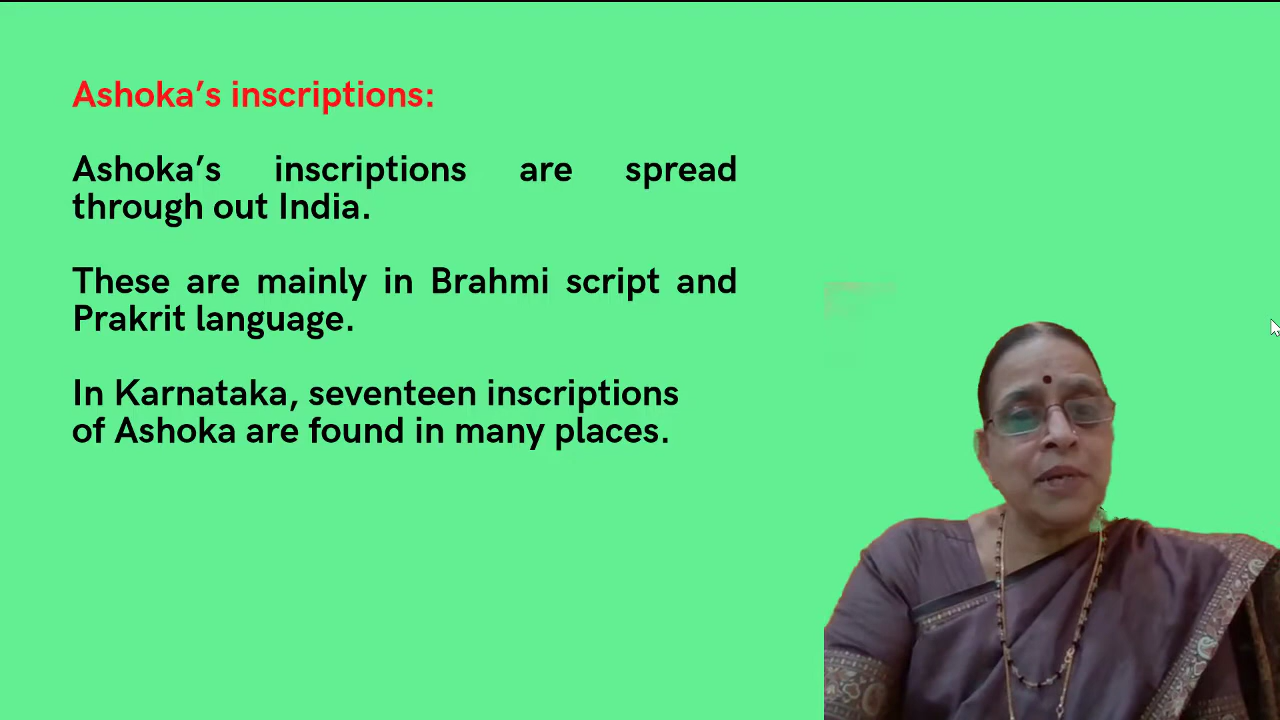 Ashoka’s inscriptions:
Ashoka’s inscriptions are spread
through out India.
These are mainly in Brahmi script and
Prakrit language.
In Karnataka, seventeen inscriptions
of Ashoka are found in many places.